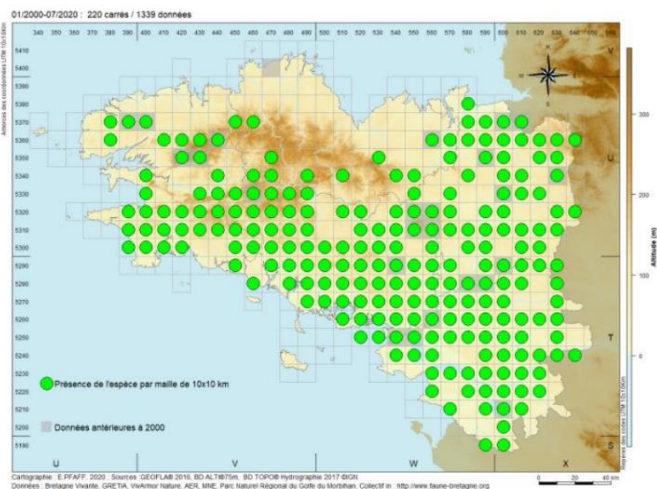 01/2000-07/2020 : 220 carrés / 1339 données
340 350 360 370 380 390 400 410 420 430 440 450 460 470 480 490 500 510 520 530 540 550 560 570 580 590 600 610 620 630 640
5410
5400
5390
5380
5370
5360
5350
5340
5330
5320
5310
5300
5290
5280
5270
5260
5250
5240
5230
5220
5210
5200
5190
V
U
T
S
U V W X
Altitude (m)
300
200
100
0
Présence de l'espèce par maille de 10x10 km
Données antérieures à 2000
0 20 40 km
Cartographie : E.PFAFF, 2020 . Sources :GEOFLA® 2016, BD ALTI®75m, BD TOPO® Hydrographie 2017 ©IGN
Données : Bretagne Vivante, GRETIA, VivArmor Nature, AER, MNE, Parc Naturel Régional du Golfe du Morbihan, Collectif in : http://www.faune-bretagne.org